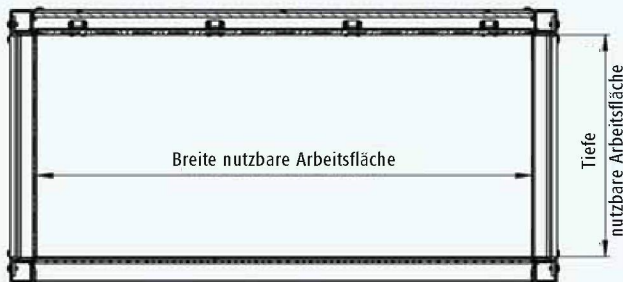 Breite nutzbare Arbeitsfläche
Tiefe
nutzbare Arbeitsfläche